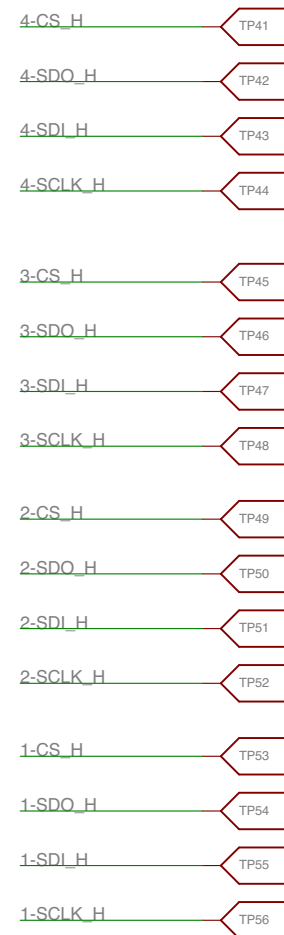 4-CS_H TP41
4-SDO_H TP42
4-SDI_H TP43
4-SCLK_H TP44
3-CS_H TP45
3-SDO_H TP46
3-SDI_H TP47
3-SCLK_H TP48
2-CS_H TP49
2-SDO_H TP50
2-SDI_H TP51
2-SCLK_H TP52
1-CS_H TP53
1-SDO_H TP54
1-SDI_H TP55
1-SCLK_H TP56